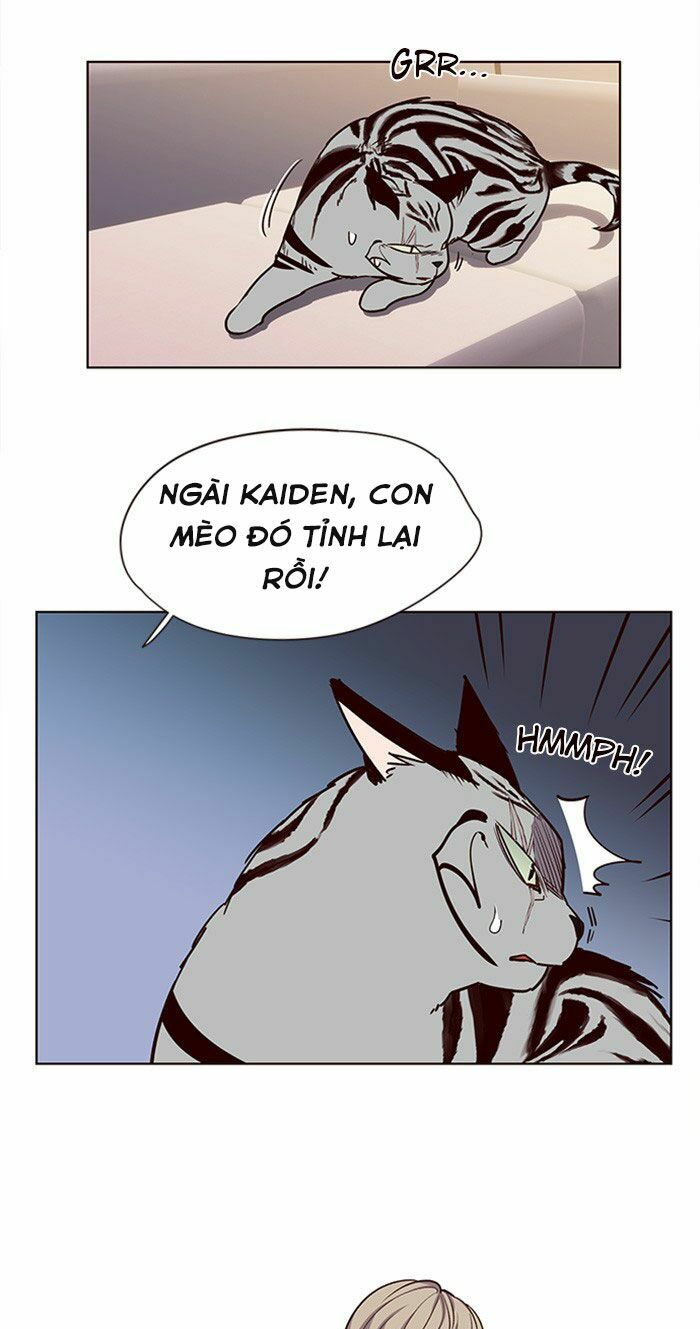 GRR...
NGÀI KAIDEN, CON
MÈO ĐÓ TỈNH LẠI
RỒI!
HMMPH!